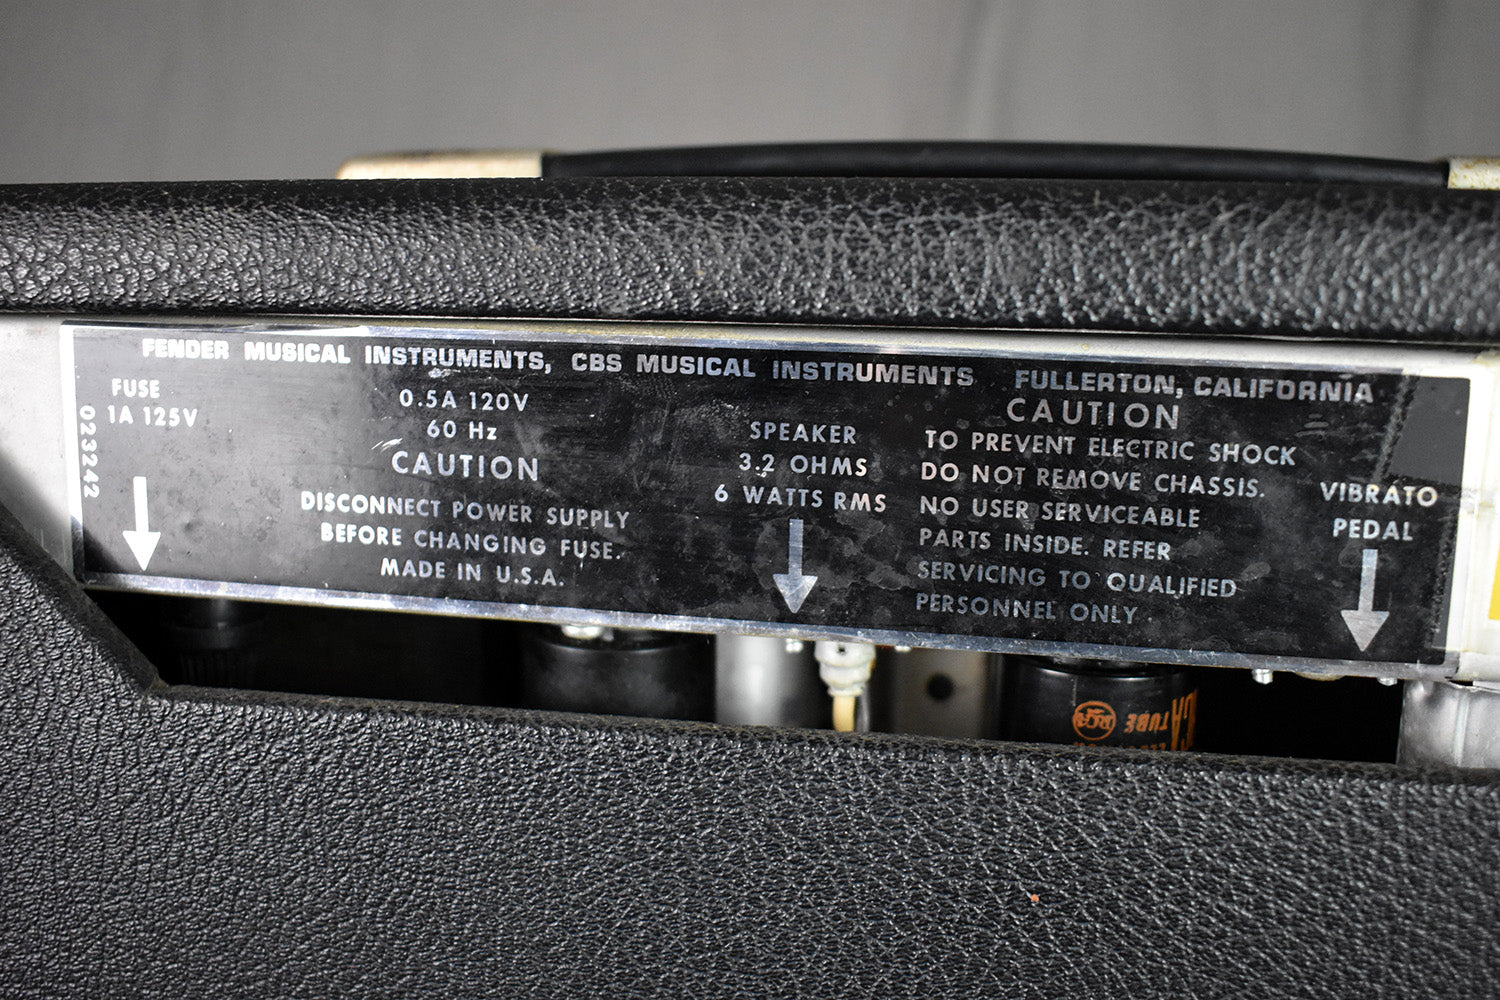 FENDER MUSICAL INSTRUMENTS, CBS MUSICAL INSTRUMENTS FULLERTON, CALIFORNIA
FUSE
1A 125V
023242
0.5A 120V
60 Hz
CAUTION
DISCONNECT POWER SUPPLY
BEFORE CHANGING FUSE.
MADE IN U.S.A.
SPEAKER
3.2 OHMS
6 WATTS RMS
CAUTION
TO PREVENT ELECTRIC SHOCK
DO NOT REMOVE CHASSIS.
NO USER SERVICEABLE
PARTS INSIDE. REFER
SERVICING TO QUALIFIED
PERSONNEL ONLY
VIBRATO
PEDAL
RCA
TUBE